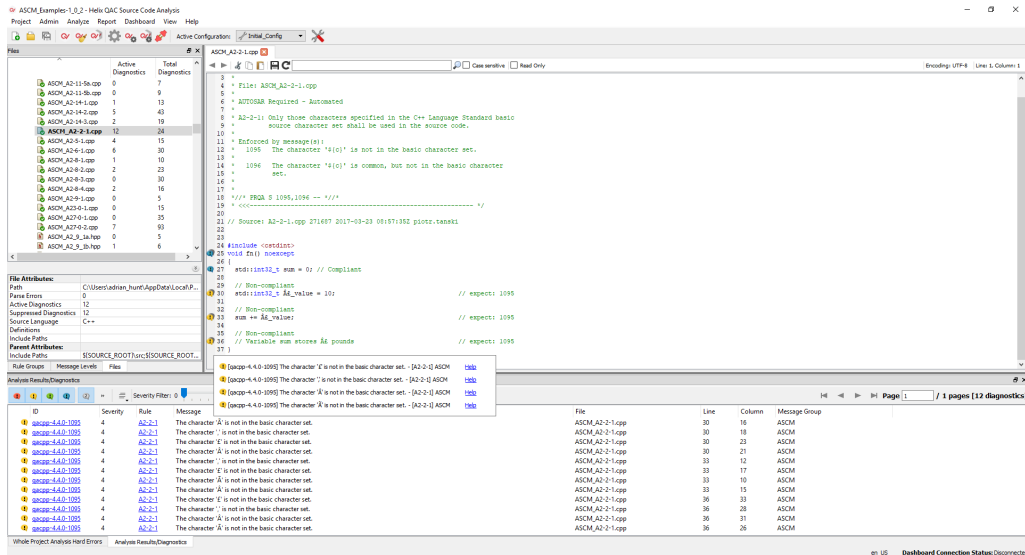 ASCM_Examples-1_0_2 - Helix QAC Source Code Analysis
Project Admin Analyze Report Dashboard View Help
Active Configuration: Initial_Config
Files
Active Diagnostics Total Diagnostics
ASCM_A2-11-5a.cpp 0 7
ASCM_A2-11-5b.cpp 0 9
ASCM_A2-14-1.cpp 1 13
ASCM_A2-14-2.cpp 5 43
ASCM_A2-14-3.cpp 2 19
ASCM_A2-2-1.cpp 12 24
ASCM_A2-5-1.cpp 4 15
ASCM_A2-6-1.cpp 6 30
ASCM_A2-8-1.cpp 1 10
ASCM_A2-8-2.cpp 2 23
ASCM_A2-8-3.cpp 0 30
ASCM_A2-8-4.cpp 2 16
ASCM_A2-9-1.cpp 0 5
ASCM_A23-0-1.cpp 0 15
ASCM_A27-0-1.cpp 0 35
ASCM_A27-0-2.cpp 7 93
ASCM_A2_9_1a.hpp 0 5
ASCM_A2_9_1b.hpp 1 6
File Attributes:
Path C:\Users\adrian_hunt\AppData\Local\P...
Parse Errors 0
Active Diagnostics 12
Suppressed Diagnostics 12
Source Language C++
Definitions
Include Paths
Parent Attributes:
Include Paths $[SOURCE_ROOT]\src;$[SOURCE_ROOT...
Rule Groups Message Levels Files
ASCM_A2-2-1.cpp
Case sensitive Read Only Encoding: UTF-8 Line: 1, Column: 1
3 *
4 * File: ASCM_A2-2-1.cpp
5 *
6 * AUTOSAR Required - Automated
7 *
8 * A2-2-1: Only those characters specified in the C++ Language Standard basic
9 * source character set shall be used in the source code.
10 *
11 * Enforced by message(s):
12 * 1095 The character '${c}' is not in the basic character set.
13 *
14 * 1096 The character '${c}' is common, but not in the basic character
15 * set.
16 *
17 *
18 *//* PRQA S 1095,1096 -- *//*
19 * <<<------------------------------------------------------------ */
20
21 // Source: A2-2-1.cpp 271687 2017-03-23 08:57:35Z piotr.tanski
22
23
24 #include <cstdint>
25 void fn() noexcept
26 {
27 std::int32_t sum = 0; // Compliant
28
29 // Non-compliant
30 std::int32_t Â£_value = 10; // expect: 1095
31
32 // Non-compliant
33 sum += Â£_value; // expect: 1095
34
35 // Non-compliant
36 // Variable sum stores Â£ pounds // expect: 1095
37 }
[qacpp-4.4.0-1095] The character '£' is not in the basic character set. - [A2-2-1] ASCM Help
[qacpp-4.4.0-1095] The character '.' is not in the basic character set. - [A2-2-1] ASCM Help
[qacpp-4.4.0-1095] The character 'Â' is not in the basic character set. - [A2-2-1] ASCM Help
[qacpp-4.4.0-1095] The character 'Ã' is not in the basic character set. - [A2-2-1] ASCM Help
Analysis Results/Diagnostics
Severity Filter: 0 Page 1 / 1 pages [12 diagnostics
ID Severity Rule Message File Line Column Message Group
qacpp-4.4.0-1095 4 A2-2-1 The character 'Ã' is not in the basic character set. ASCM_A2-2-1.cpp 30 16 ASCM
qacpp-4.4.0-1095 4 A2-2-1 The character '.' is not in the basic character set. ASCM_A2-2-1.cpp 30 18 ASCM
qacpp-4.4.0-1095 4 A2-2-1 The character '£' is not in the basic character set. ASCM_A2-2-1.cpp 30 23 ASCM
qacpp-4.4.0-1095 4 A2-2-1 The character 'Â' is not in the basic character set. ASCM_A2-2-1.cpp 30 21 ASCM
qacpp-4.4.0-1095 4 A2-2-1 The character '.' is not in the basic character set. ASCM_A2-2-1.cpp 33 12 ASCM
qacpp-4.4.0-1095 4 A2-2-1 The character '£' is not in the basic character set. ASCM_A2-2-1.cpp 33 17 ASCM
qacpp-4.4.0-1095 4 A2-2-1 The character 'Ã' is not in the basic character set. ASCM_A2-2-1.cpp 33 10 ASCM
qacpp-4.4.0-1095 4 A2-2-1 The character 'Â' is not in the basic character set. ASCM_A2-2-1.cpp 33 15 ASCM
qacpp-4.4.0-1095 4 A2-2-1 The character '£' is not in the basic character set. ASCM_A2-2-1.cpp 36 33 ASCM
qacpp-4.4.0-1095 4 A2-2-1 The character '.' is not in the basic character set. ASCM_A2-2-1.cpp 36 28 ASCM
qacpp-4.4.0-1095 4 A2-2-1 The character 'Â' is not in the basic character set. ASCM_A2-2-1.cpp 36 31 ASCM
qacpp-4.4.0-1095 4 A2-2-1 The character 'Ã' is not in the basic character set. ASCM_A2-2-1.cpp 36 26 ASCM
Whole Project Analysis Hard Errors Analysis Results/Diagnostics
en_US Dashboard Connection Status: Disconnecte